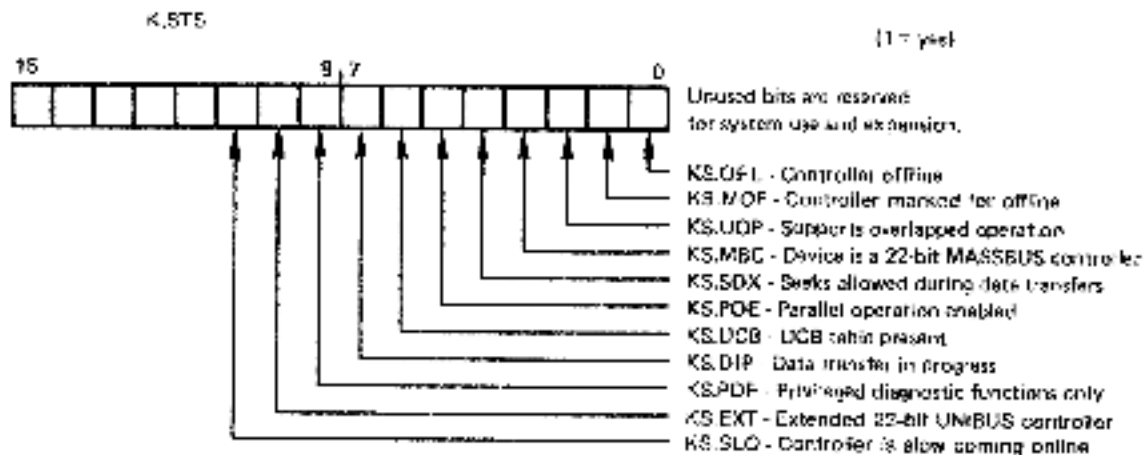 K.STS
(1 = yes)
15 8 7 0
Unused bits are reserved
for system use and expansion.
KS.OFL - Controller offline
KS.MOF - Controller marked for offline
KS.UOP - Supports overlapped operation
KS.MBC - Device is a 22-bit MASSBUS controller
KS.SDX - Seeks allowed during data transfers
KS.POE - Parallel operation enabled
KS.UCB - UCB table present
KS.DIP - Data transfer in progress
KS.PDF - Privileged diagnostic functions only
KS.EXT - Extended 22-bit UNIBUS controller
KS.SLO - Controller is slow coming online